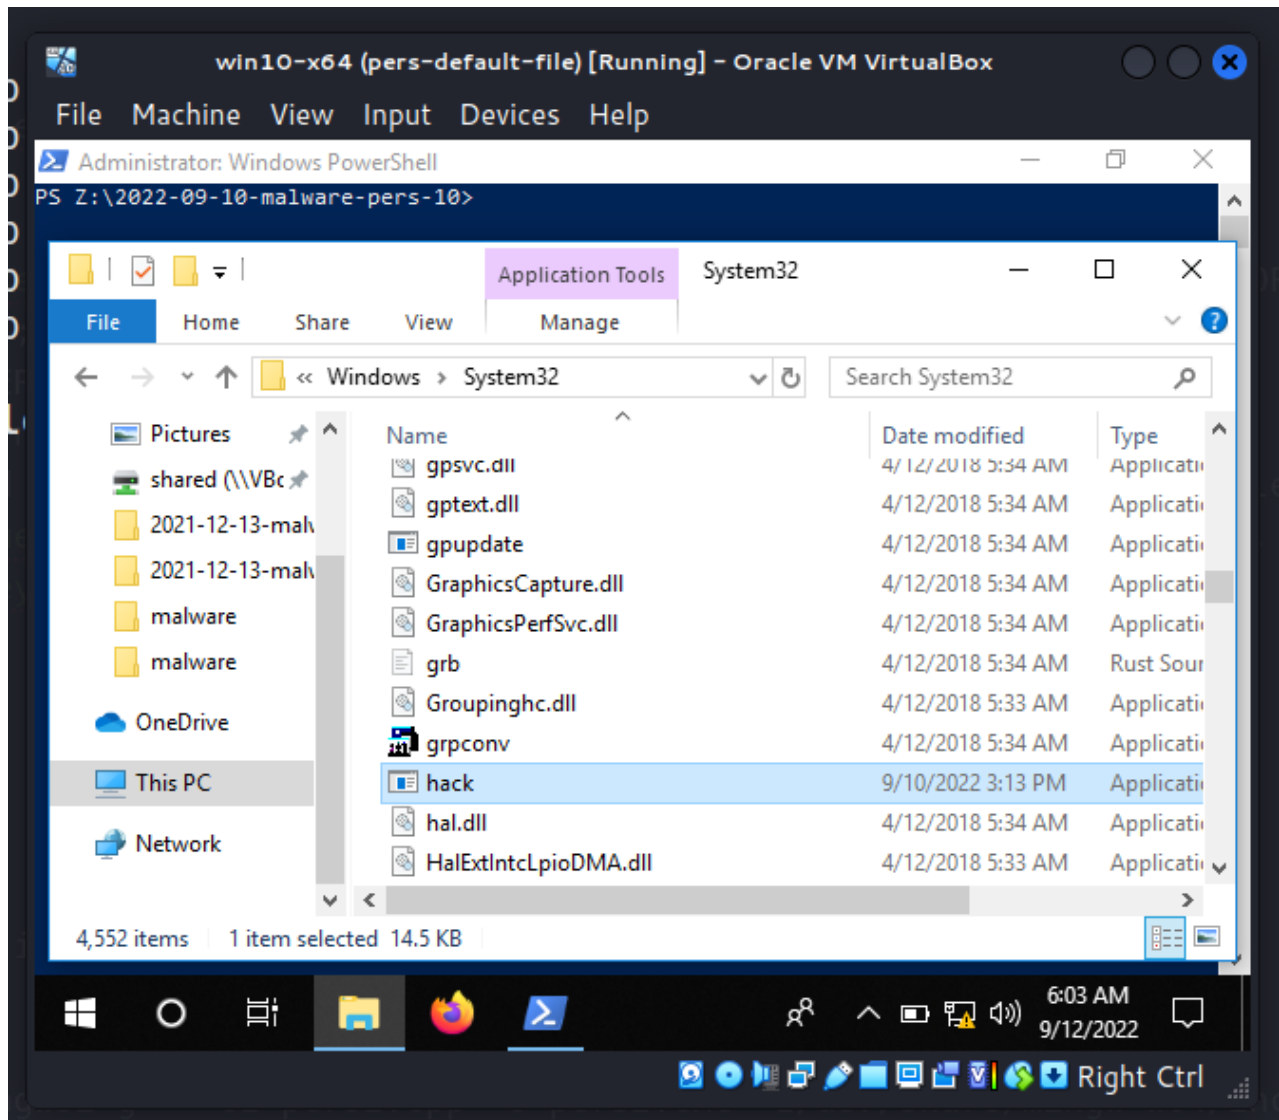 win10-x64 (pers-default-file) [Running] - Oracle VM VirtualBox
File Machine View Input Devices Help
Administrator: Windows PowerShell
PS Z:\2022-09-10-malware-pers-10>
Application Tools System32
File Home Share View Manage
« Windows › System32 Search System32
Pictures
shared (\\VBc
2021-12-13-malv
2021-12-13-malv
malware
malware
OneDrive
This PC
Network
Name Date modified Type
gpsvc.dll 4/12/2018 5:34 AM Applicati
gptext.dll 4/12/2018 5:34 AM Applicati
gpupdate 4/12/2018 5:34 AM Applicati
GraphicsCapture.dll 4/12/2018 5:34 AM Applicati
GraphicsPerfSvc.dll 4/12/2018 5:34 AM Applicati
grb 4/12/2018 5:34 AM Rust Sour
Groupinghc.dll 4/12/2018 5:33 AM Applicati
grpconv 4/12/2018 5:34 AM Applicati
hack 9/10/2022 3:13 PM Applicati
hal.dll 4/12/2018 5:34 AM Applicati
HalExtIntcLpioDMA.dll 4/12/2018 5:33 AM Applicati
4,552 items 1 item selected 14.5 KB
6:03 AM
9/12/2022
Right Ctrl